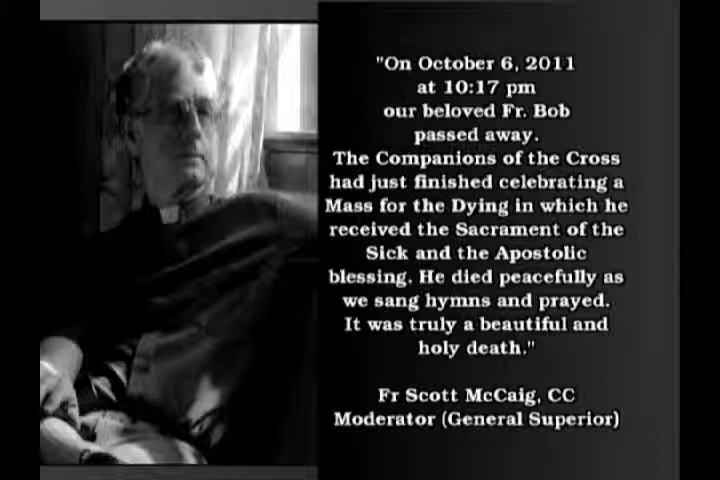 "On October 6, 2011
at 10:17 pm
our beloved Fr. Bob
passed away.
The Companions of the Cross
had just finished celebrating a
Mass for the Dying in which he
received the Sacrament of the
Sick and the Apostolic
blessing. He died peacefully as
we sang hymns and prayed.
It was truly a beautiful and
holy death."
Fr Scott McCaig, CC
Moderator (General Superior)